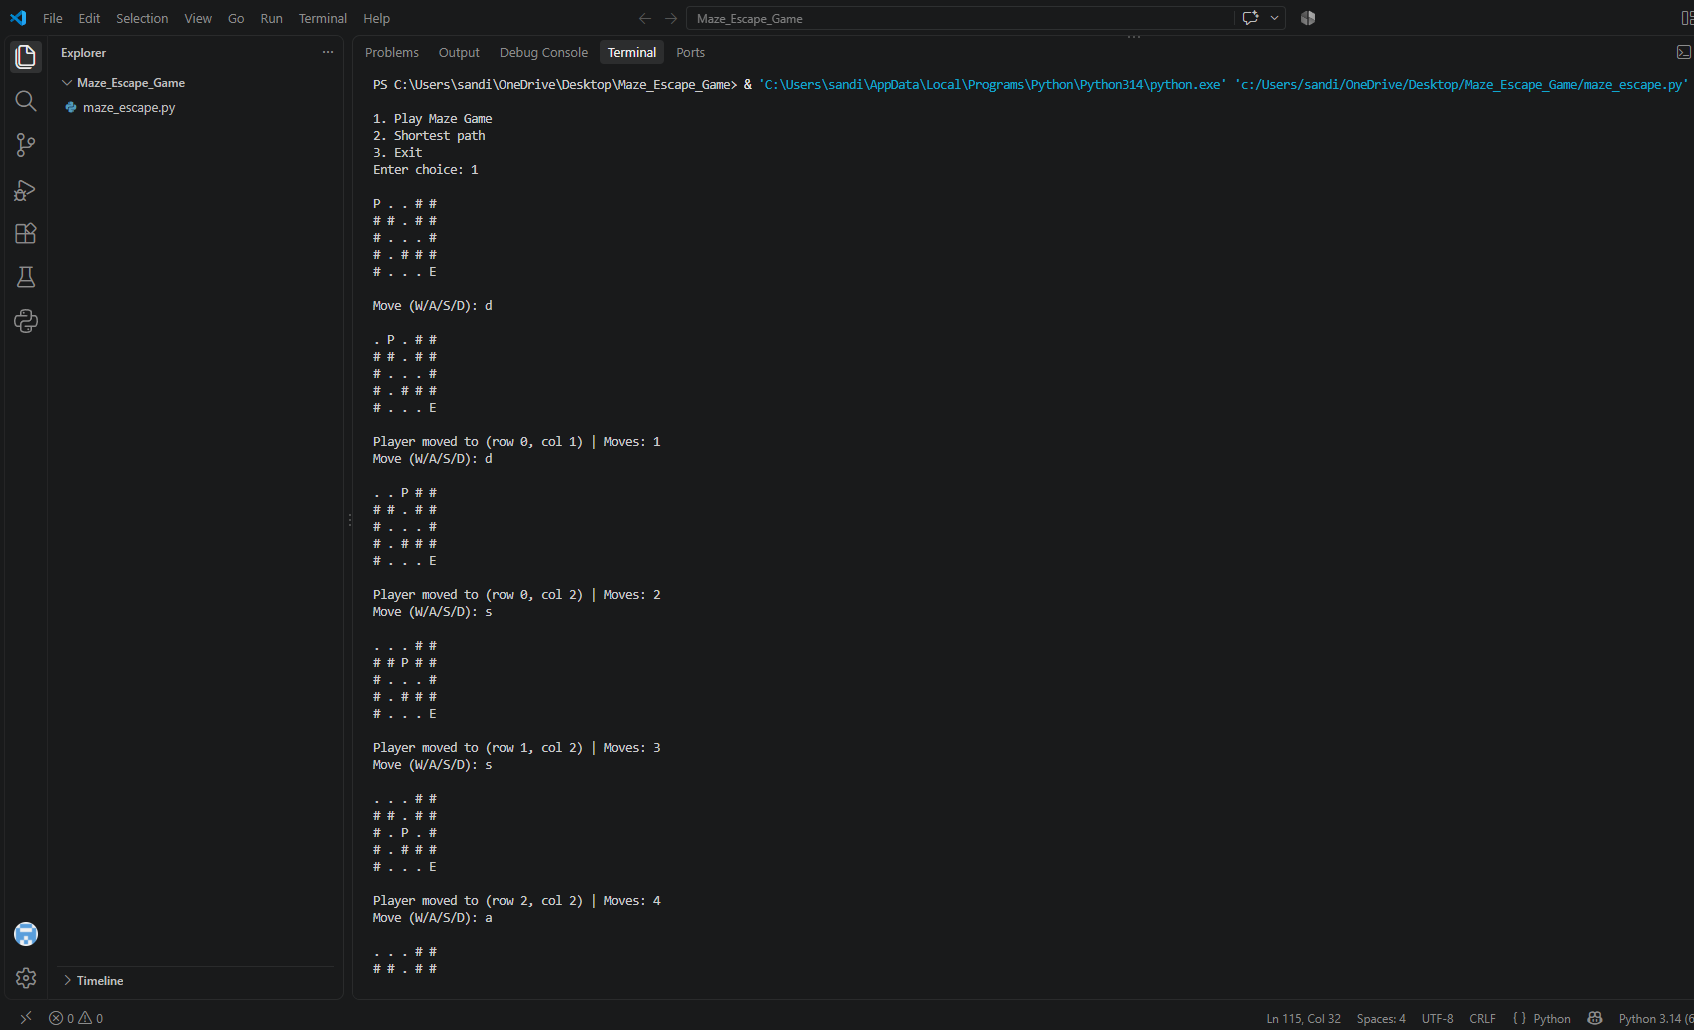 File Edit Selection View Go Run Terminal Help
Maze_Escape_Game
Explorer
Maze_Escape_Game
maze_escape.py
Problems Output Debug Console Terminal Ports
PS C:\Users\sandi\OneDrive\Desktop\Maze_Escape_Game> & 'C:\Users\sandi\AppData\Local\Programs\Python\Python314\python.exe' 'c:/Users/sandi/OneDrive/Desktop/Maze_Escape_Game/maze_escape.py'
1. Play Maze Game
2. Shortest path
3. Exit
Enter choice: 1
P . . # #
# # . # #
# . . . #
# . # # #
# . . . E
Move (W/A/S/D): d
. P . # #
# # . # #
# . . . #
# . # # #
# . . . E
Player moved to (row 0, col 1) | Moves: 1
Move (W/A/S/D): d
. . P # #
# # . # #
# . . . #
# . # # #
# . . . E
Player moved to (row 0, col 2) | Moves: 2
Move (W/A/S/D): s
. . . # #
# # P # #
# . . . #
# . # # #
# . . . E
Player moved to (row 1, col 2) | Moves: 3
Move (W/A/S/D): s
. . . # #
# # . # #
# . P . #
# . # # #
# . . . E
Player moved to (row 2, col 2) | Moves: 4
Move (W/A/S/D): a
. . . # #
# # . # #
Timeline
0 0
Ln 115, Col 32 Spaces: 4 UTF-8 CRLF { } Python Python 3.14 (6